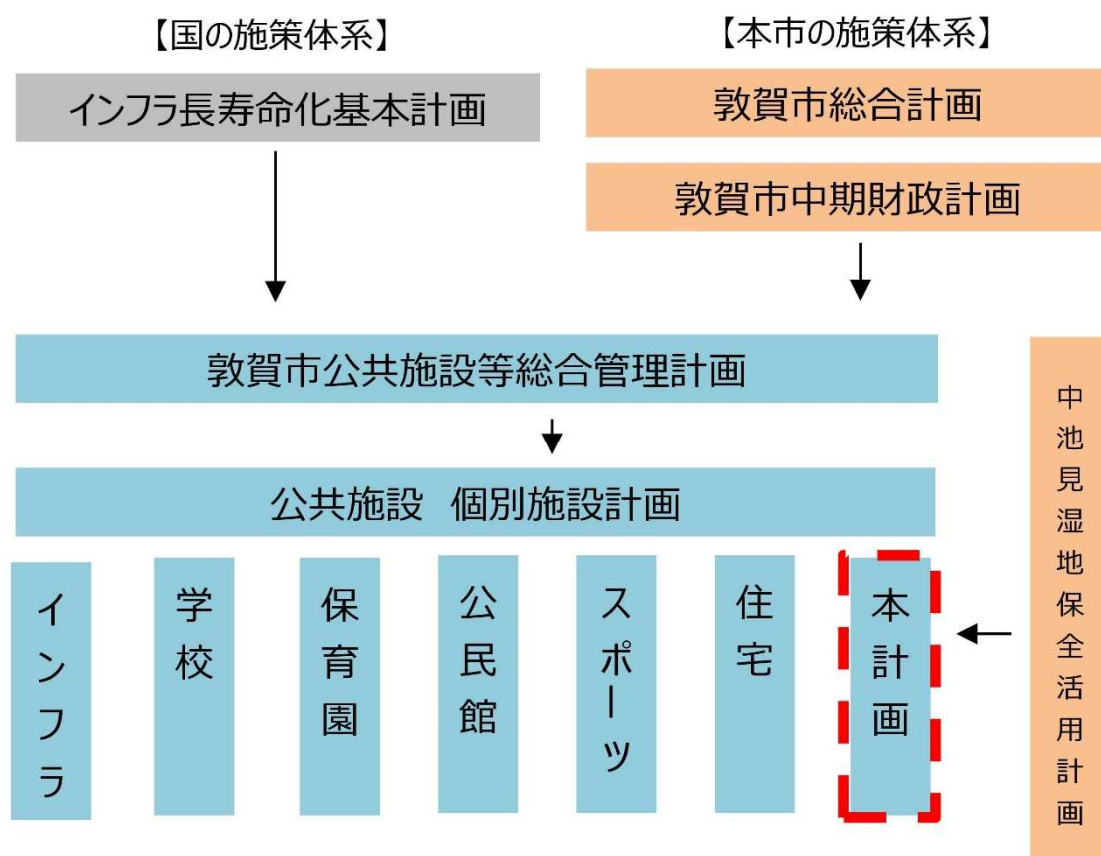 【国の施策体系】
【本市の施策体系】
インフラ長寿命化基本計画
敦賀市総合計画
敦賀市中期財政計画
敦賀市公共施設等総合管理計画
公共施設 個別施設計画
インフラ
学校
保育園
公民館
スポーツ
住宅
本計画
中池見湿地保全活用計画